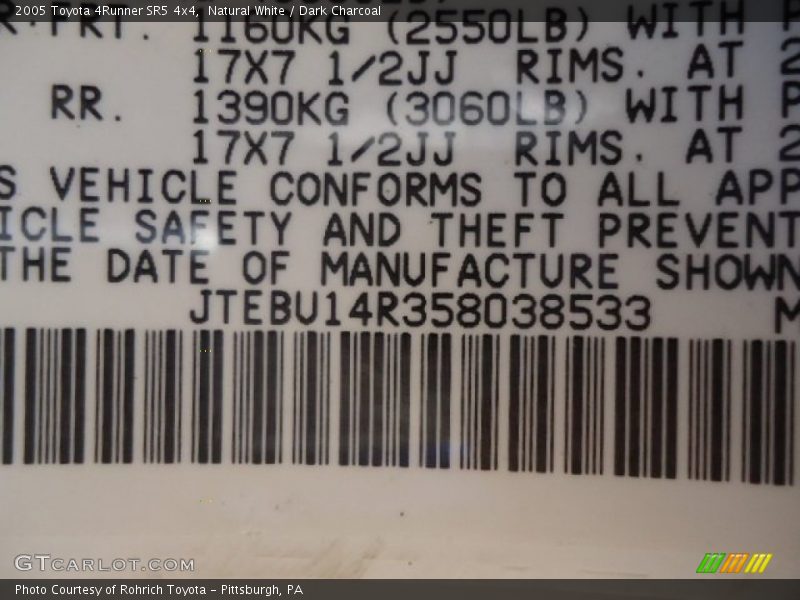 2005 Toyota 4Runner SR5 4x4, Natural White / Dark Charcoal
FRT. 1160KG (2550LB) WITH
17X7 1/2JJ RIMS. AT
RR. 1390KG (3060LB) WITH
17X7 1/2JJ RIMS. AT
S VEHICLE CONFORMS TO ALL APP
ICLE SAFETY AND THEFT PREVENT
THE DATE OF MANUFACTURE SHOWN
JTEBU14R358038533 M
GTCARLOT.COM
Photo Courtesy of Rohrich Toyota - Pittsburgh, PA